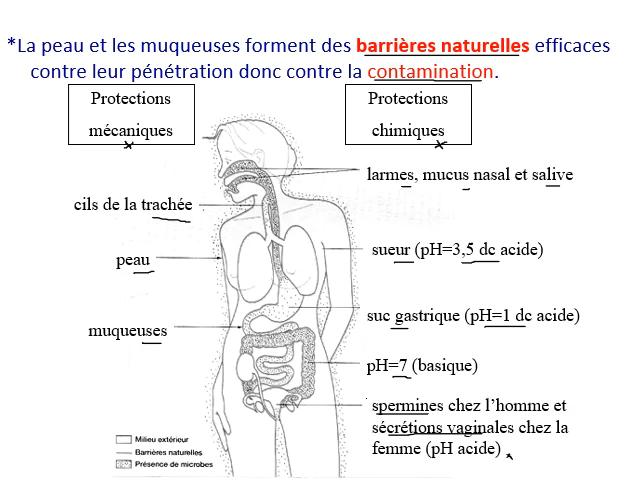 *La peau et les muqueuses forment des barrières naturelles efficaces
contre leur pénétration donc contre la contamination.
Protections
mécaniques
Protections
chimiques
larmes, mucus nasal et salive
cils de la trachée
sueur (pH=3,5 dc acide)
peau
suc gastrique (pH=1 dc acide)
muqueuses
pH=7 (basique)
spermines chez l'homme et
sécrétions vaginales chez la
femme (pH acide)
Milieu extérieur
Barrières naturelles
Présence de microbes